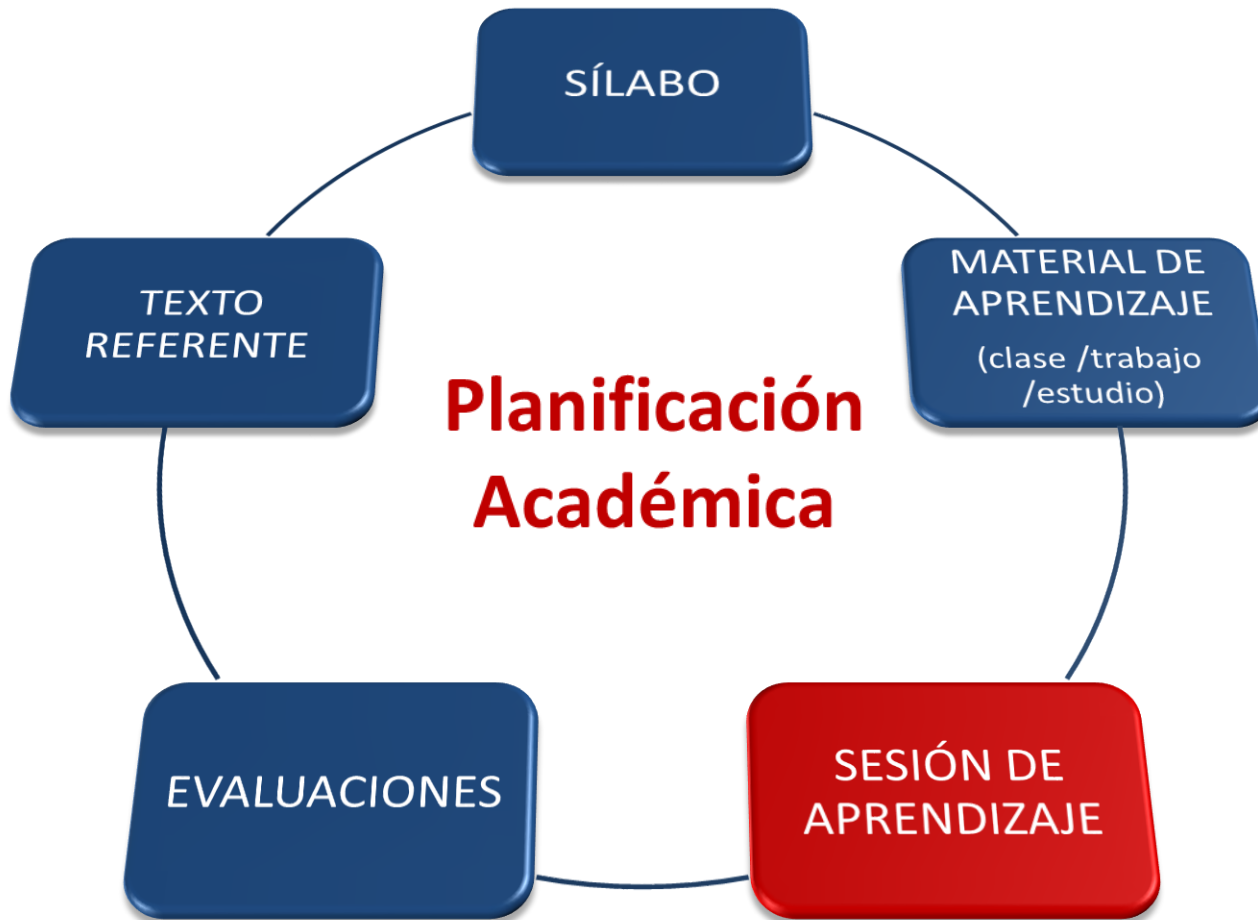 SÍLABO
MATERIAL DE
APRENDIZAJE
(clase /trabajo
/estudio)
TEXTO
REFERENTE
Planificación
Académica
EVALUACIONES
SESIÓN DE
APRENDIZAJE